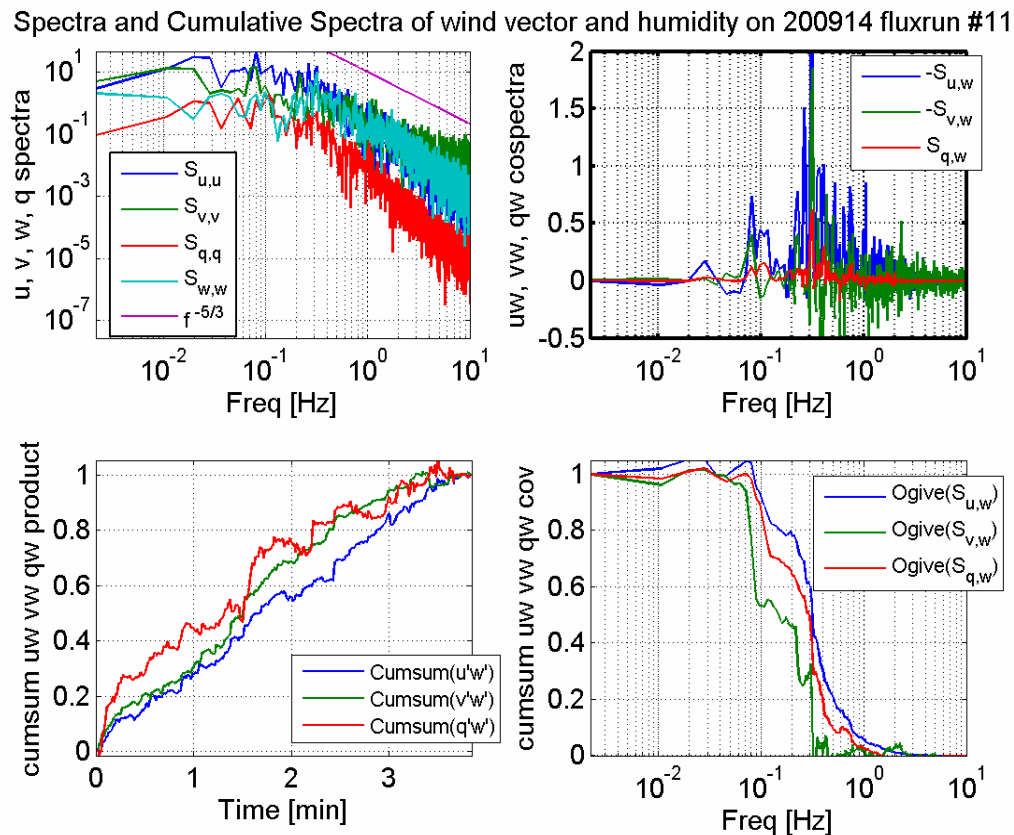 Spectra and Cumulative Spectra of wind vector and humidity on 200914 fluxrun #11
u, v, w, q spectra
10^1
10^-1
10^-3
10^-5
10^-7
S_u,u
S_v,v
S_q,q
S_w,w
f^-5/3
10^-2
10^-1
10^0
10^1
Freq [Hz]
uw, vw, qw cospectra
2
1.5
1
0.5
0
-0.5
-S_u,w
-S_v,w
S_q,w
10^-2
10^-1
10^0
10^1
Freq [Hz]
cumsum uw vw qw product
1
0.8
0.6
0.4
0.2
0
Cumsum(u'w')
Cumsum(v'w')
Cumsum(q'w')
0
1
2
3
Time [min]
cumsum uw vw qw cov
1
0.8
0.6
0.4
0.2
0
Ogive(S_u,w)
Ogive(S_v,w)
Ogive(S_q,w)
10^-2
10^-1
10^0
10^1
Freq [Hz]